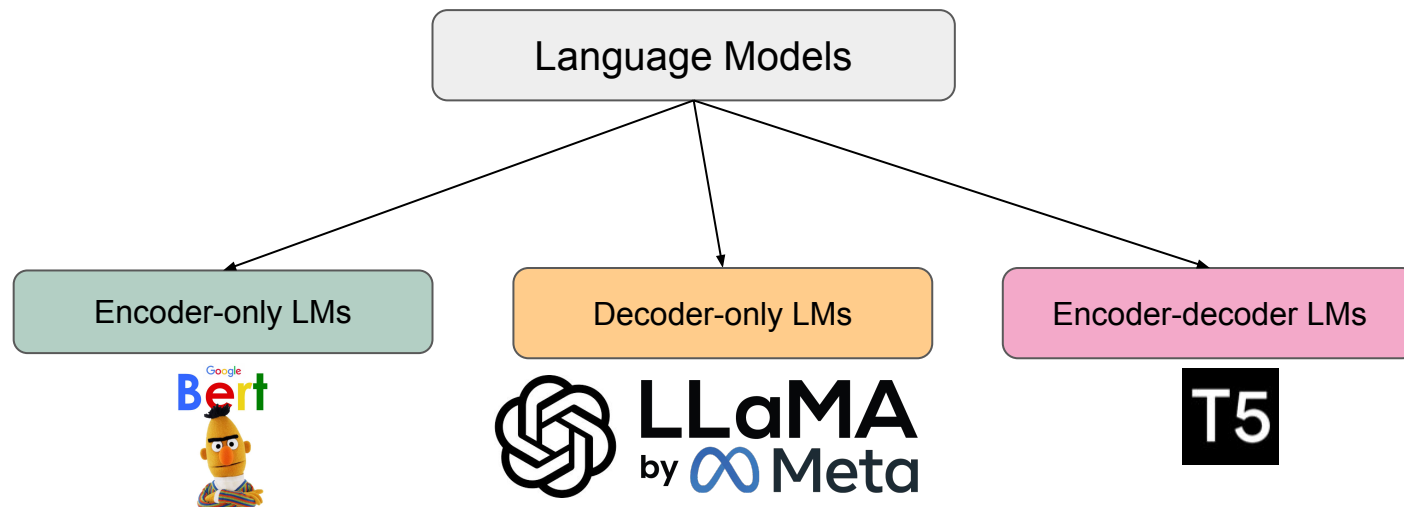 Language Models
Encoder-only LMs
Decoder-only LMs
Encoder-decoder LMs
Google
Bert
LLaMA
by Meta
T5